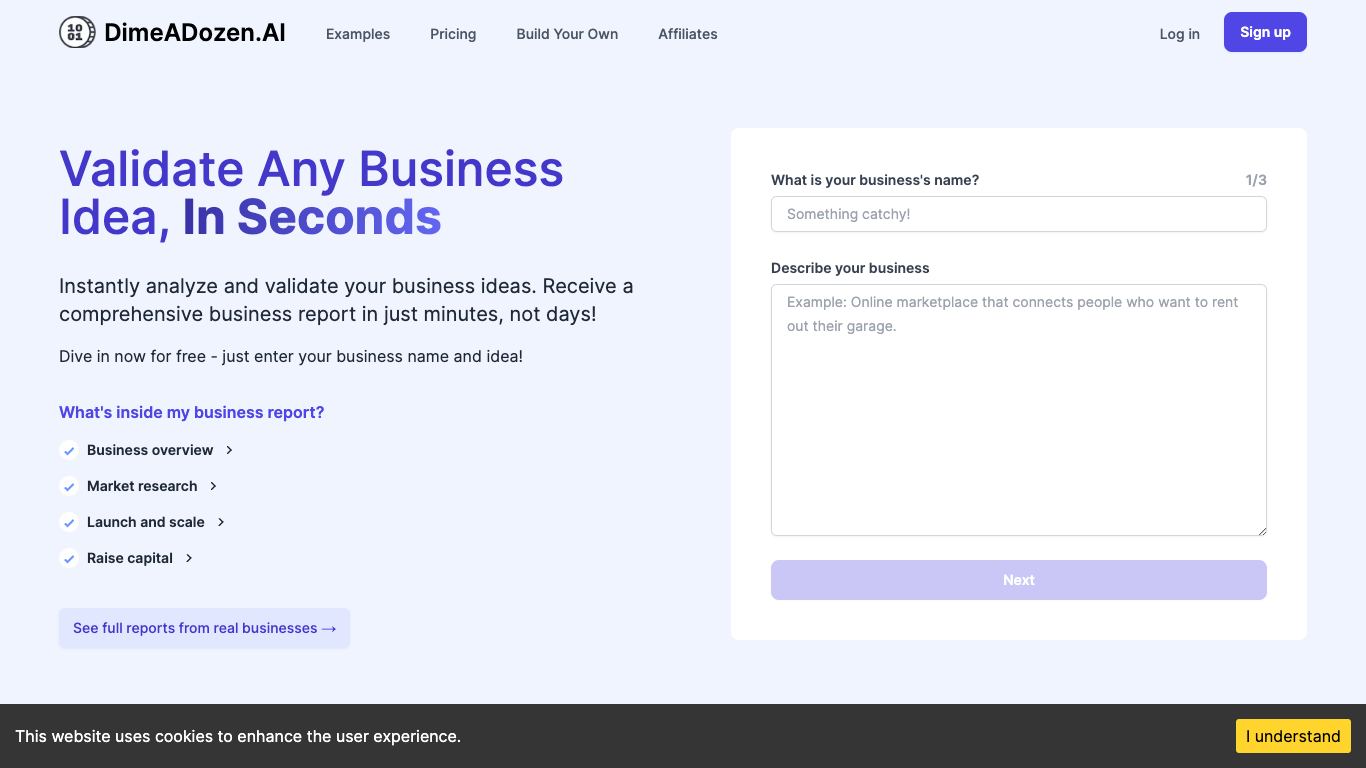 10
01
DimeADozen.AI
Examples
Pricing
Build Your Own
Affiliates
Log in
Sign up
Validate Any Business
Idea, In Seconds
Instantly analyze and validate your business ideas. Receive a
comprehensive business report in just minutes, not days!
Dive in now for free - just enter your business name and idea!
What's inside my business report?
Business overview
Market research
Launch and scale
Raise capital
See full reports from real businesses →
What is your business's name?
1/3
Something catchy!
Describe your business
Example: Online marketplace that connects people who want to rent
out their garage.
Next
This website uses cookies to enhance the user experience.
I understand